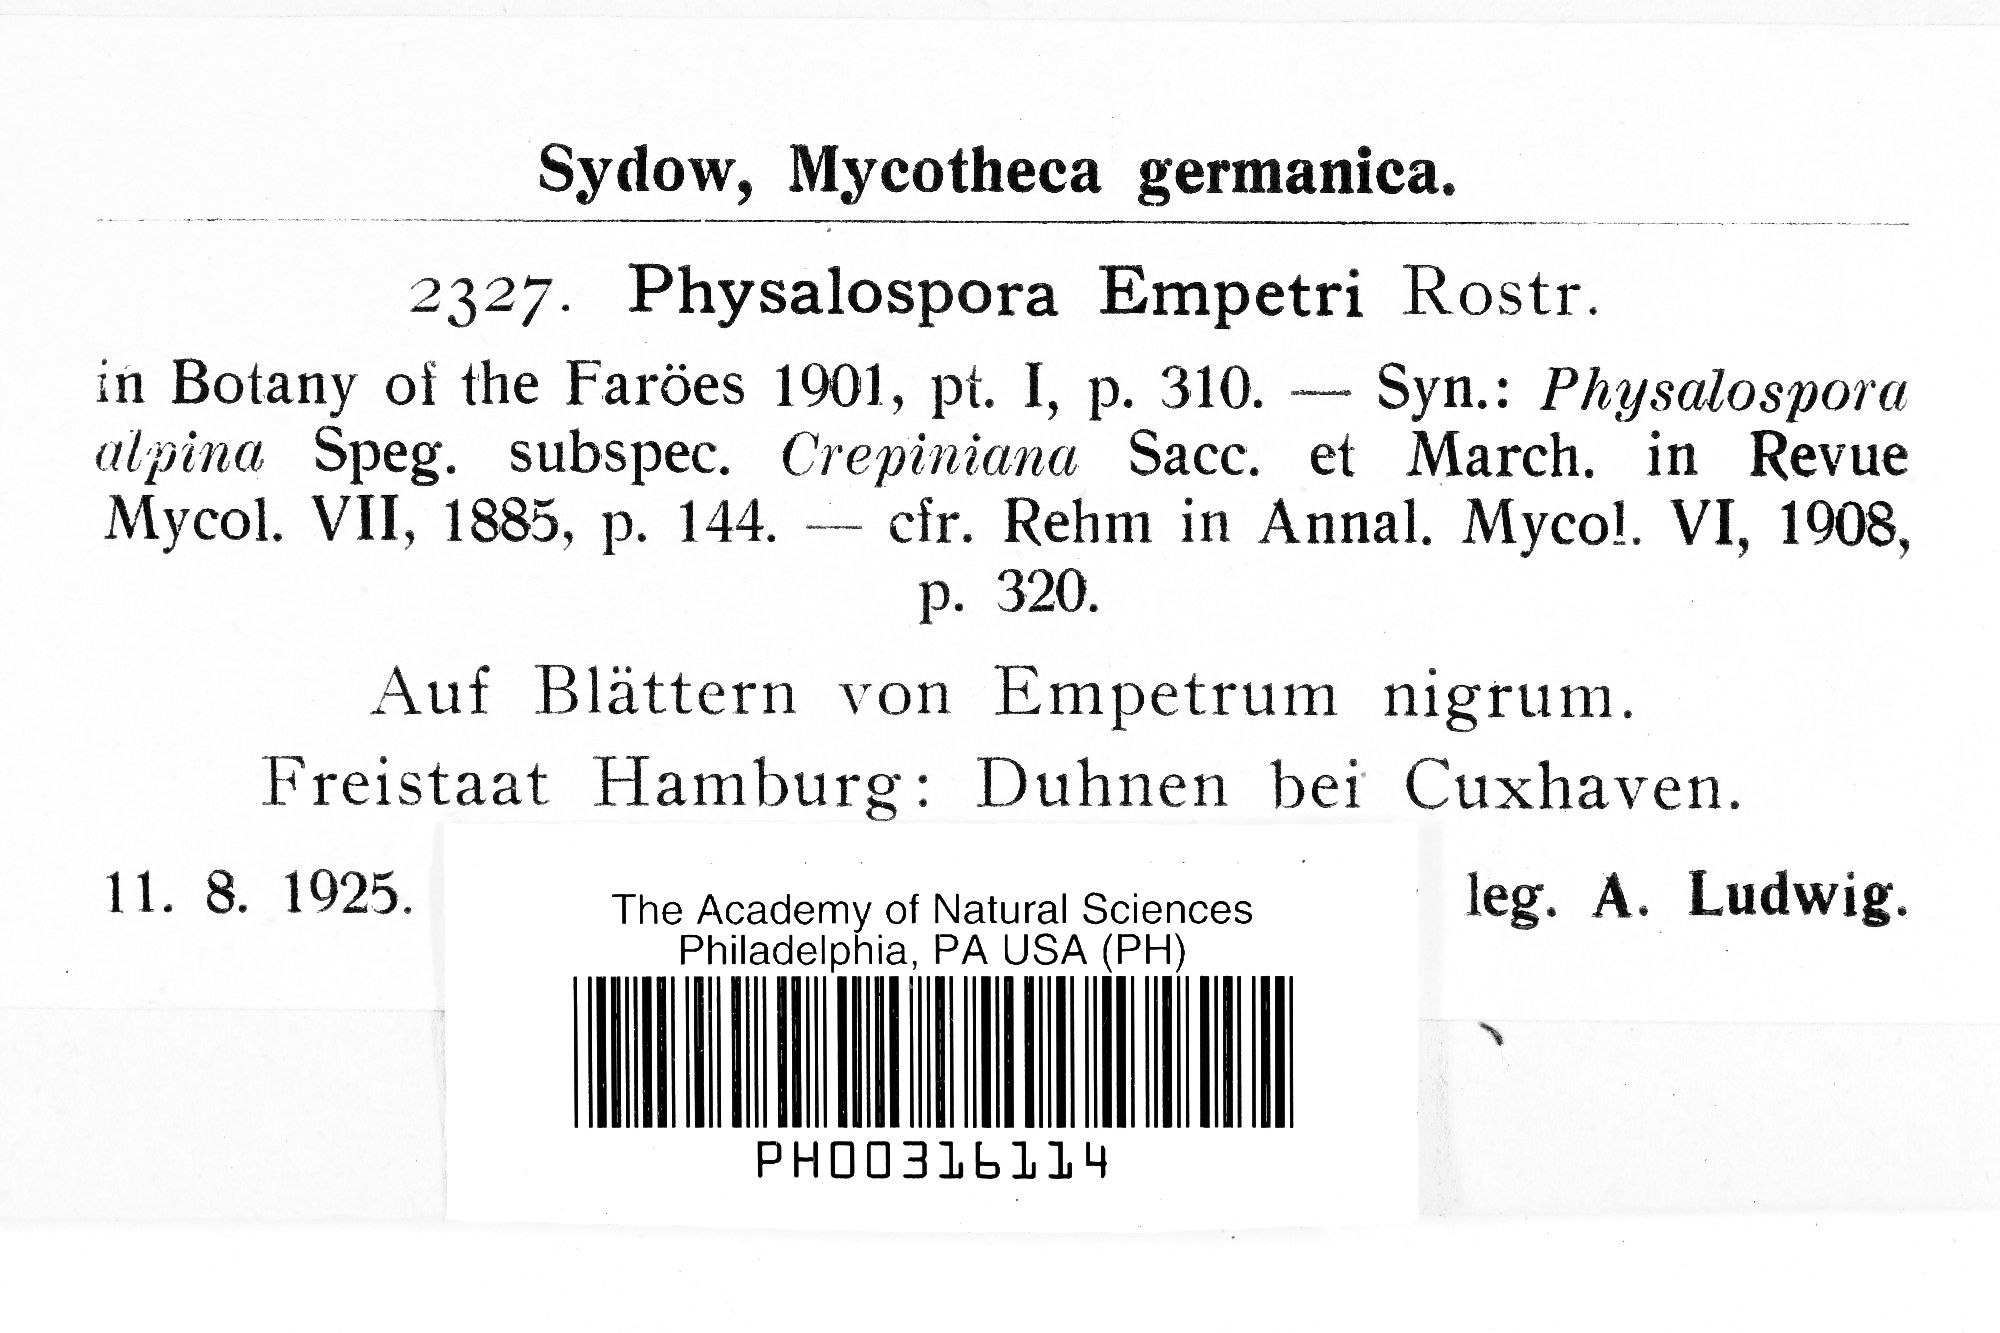 Sydow, Mycotheca germanica.
2327. Physalospora Empetri Rostr.
in Botany of the Faröes 1901, pt. I, p. 310. — Syn.: Physalospora
alpina Speg. subspec. Crepiniana Sacc. et March. in Revue
Mycol. VII, 1885, p. 144. — cfr. Rehm in Annal. Mycol. VI, 1908,
p. 320.
Auf Blättern von Empetrum nigrum.
Freistaat Hamburg: Duhnen bei Cuxhaven.
11. 8. 1925. leg. A. Ludwig.
The Academy of Natural Sciences
Philadelphia, PA USA (PH)
PH00316114